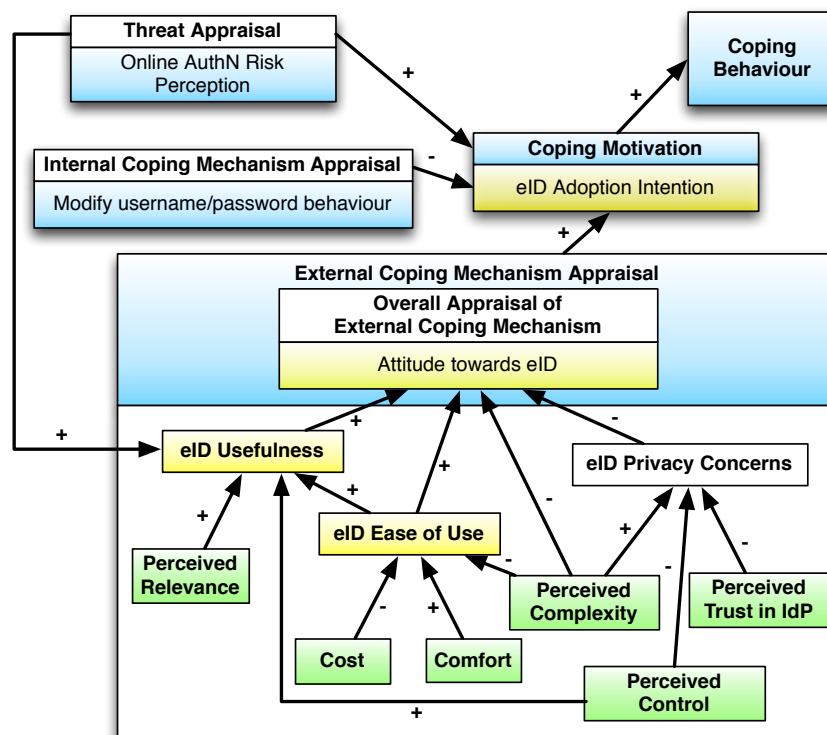 Threat Appraisal
Online AuthN Risk
Perception
Coping
Behaviour
+
+
Internal Coping Mechanism Appraisal
Modify username/password behaviour
-
Coping Motivation
eID Adoption Intention
+
External Coping Mechanism Appraisal
Overall Appraisal of
External Coping Mechanism
Attitude towards eID
+
+
-
eID Usefulness
eID Privacy Concerns
+
+
+
-
+
-
eID Ease of Use
-
-
Perceived
Relevance
Perceived
Complexity
Perceived
Trust in IdP
-
+
Cost
Comfort
Perceived
Control
+